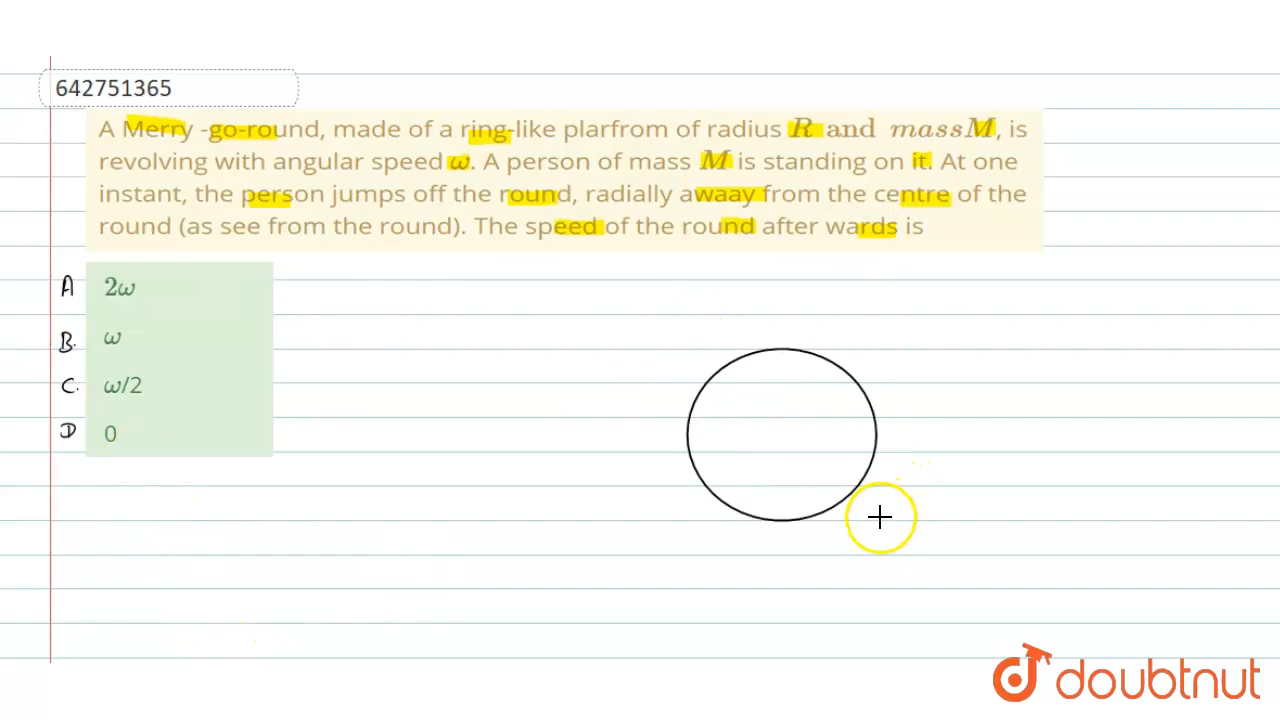 642751365
A Merry -go-round, made of a ring-like plarfrom of radius R and massM, is
revolving with angular speed ω. A person of mass M is standing on it. At one
instant, the person jumps off the round, radially awaay from the centre of the
round (as see from the round). The speed of the round after wards is
A 2ω
B. ω
C. ω/2
D 0
doubtnut